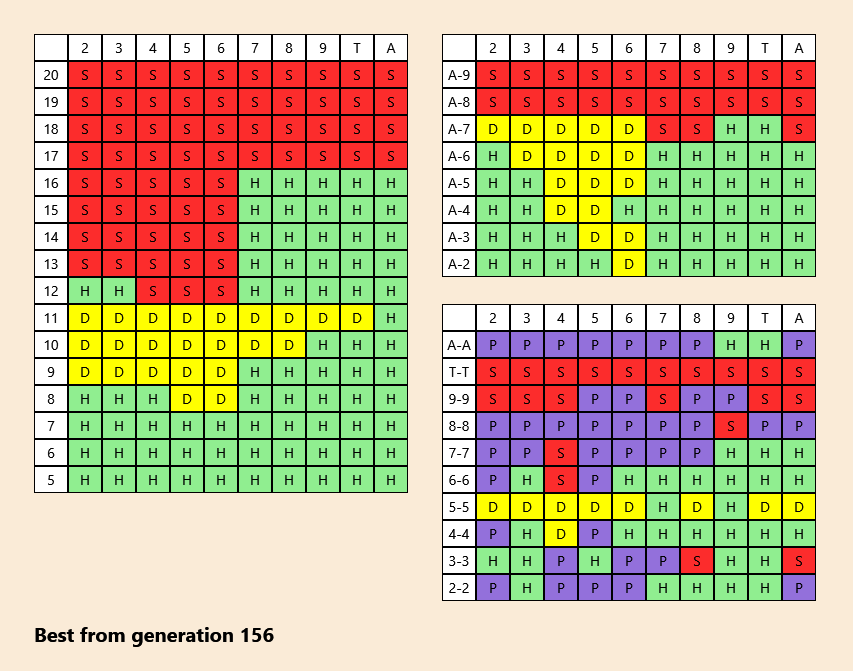 2 3 4 5 6 7 8 9 T A
20 S S S S S S S S S S
19 S S S S S S S S S S
18 S S S S S S S S S S
17 S S S S S S S S S S
16 S S S S S H H H H H
15 S S S S S H H H H H
14 S S S S S H H H H H
13 S S S S S H H H H H
12 H H S S S H H H H H
11 D D D D D D D D D H
10 D D D D D D D H H H
9 D D D D D H H H H H
8 H H H D D H H H H H
7 H H H H H H H H H H
6 H H H H H H H H H H
5 H H H H H H H H H H
2 3 4 5 6 7 8 9 T A
A-9 S S S S S S S S S S
A-8 S S S S S S S S S S
A-7 D D D D D S S H H S
A-6 H D D D D H H H H H
A-5 H H D D D H H H H H
A-4 H H D D H H H H H H
A-3 H H H D D H H H H H
A-2 H H H H D H H H H H
2 3 4 5 6 7 8 9 T A
A-A P P P P P P P H H P
T-T S S S S S S S S S S
9-9 S S S P P S P P S S
8-8 P P P P P P P S P P
7-7 P P S P P P P H H H
6-6 P H S P H H H H H H
5-5 D D D D D H D H D D
4-4 P H D P H H H H H H
3-3 H H P H P P S H H S
2-2 P H P P P H H H H P
Best from generation 156